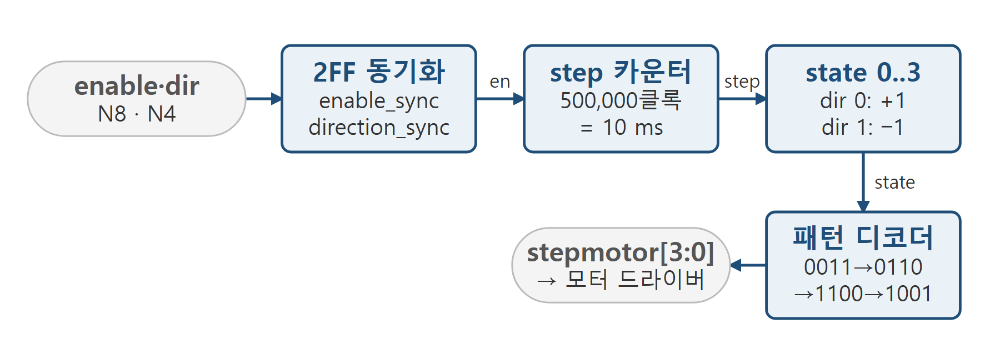 enable·dir
N8 · N4
2FF 동기화
enable_sync
direction_sync
en
step 카운터
500,000클록
= 10 ms
step
state 0..3
dir 0: +1
dir 1: −1
state
패턴 디코더
0011→0110
→1100→1001
stepmotor[3:0]
→ 모터 드라이버